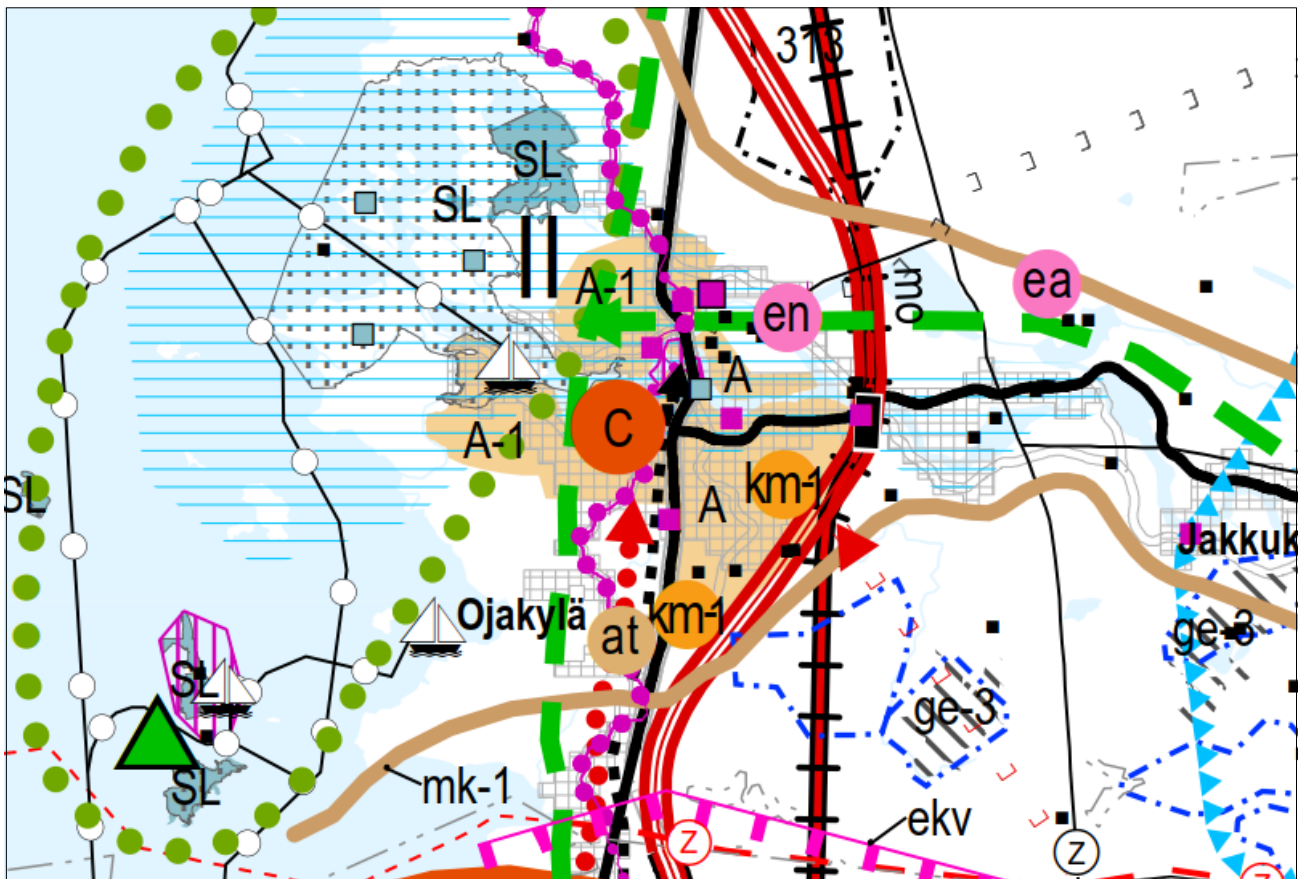 313
SL
SL
A-1
ea
en
mo
A
C
A-1
km-1
SL
A
Jakkuk
Ojakylä
km-1
at
ge-3
SL
ge-3
SL
mk-1
ekv
z
z
z